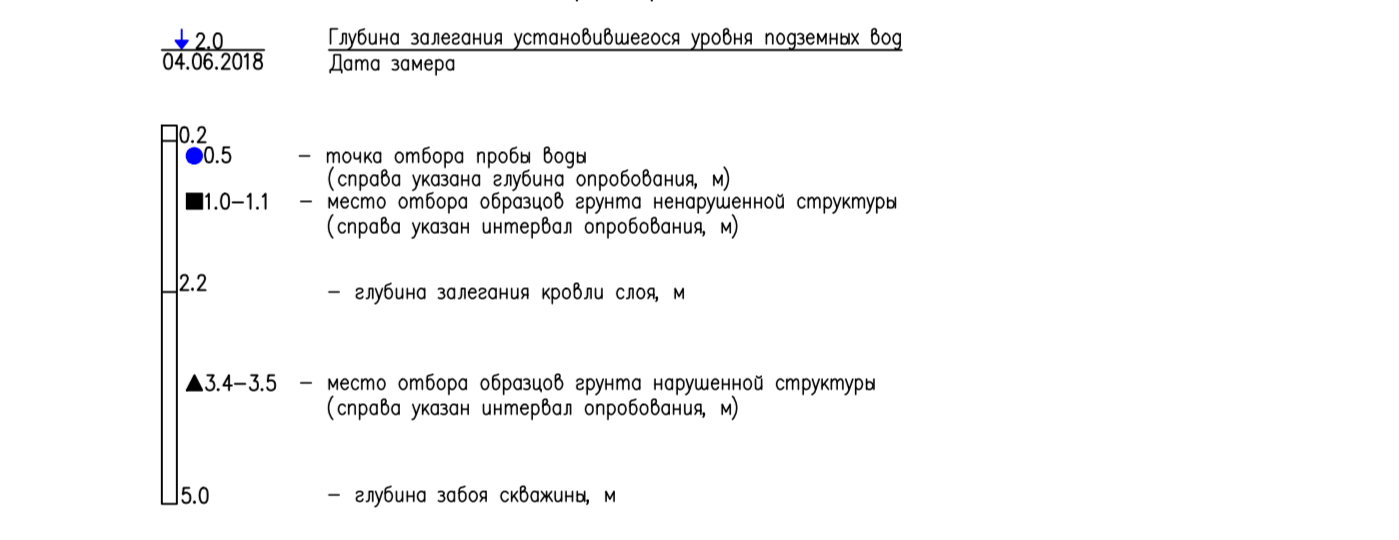 2.0 Глубина залегания установившегося уровня подземных вод
04.06.2018 Дата замера
0.2
0.5 – точка отбора пробы воды
(справа указана глубина опробования, м)
1.0–1.1 – место отбора образцов грунта ненарушенной структуры
(справа указан интервал опробования, м)
2.2 – глубина залегания кровли слоя, м
3.4–3.5 – место отбора образцов грунта нарушенной структуры
(справа указан интервал опробования, м)
5.0 – глубина забоя скважины, м